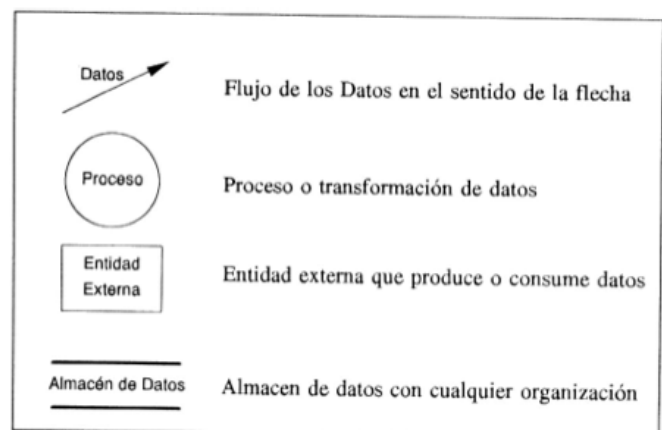 Datos
Flujo de los Datos en el sentido de la flecha
Proceso
Proceso o transformación de datos
Entidad
Externa
Entidad externa que produce o consume datos
Almacén de Datos
Almacen de datos con cualquier organización